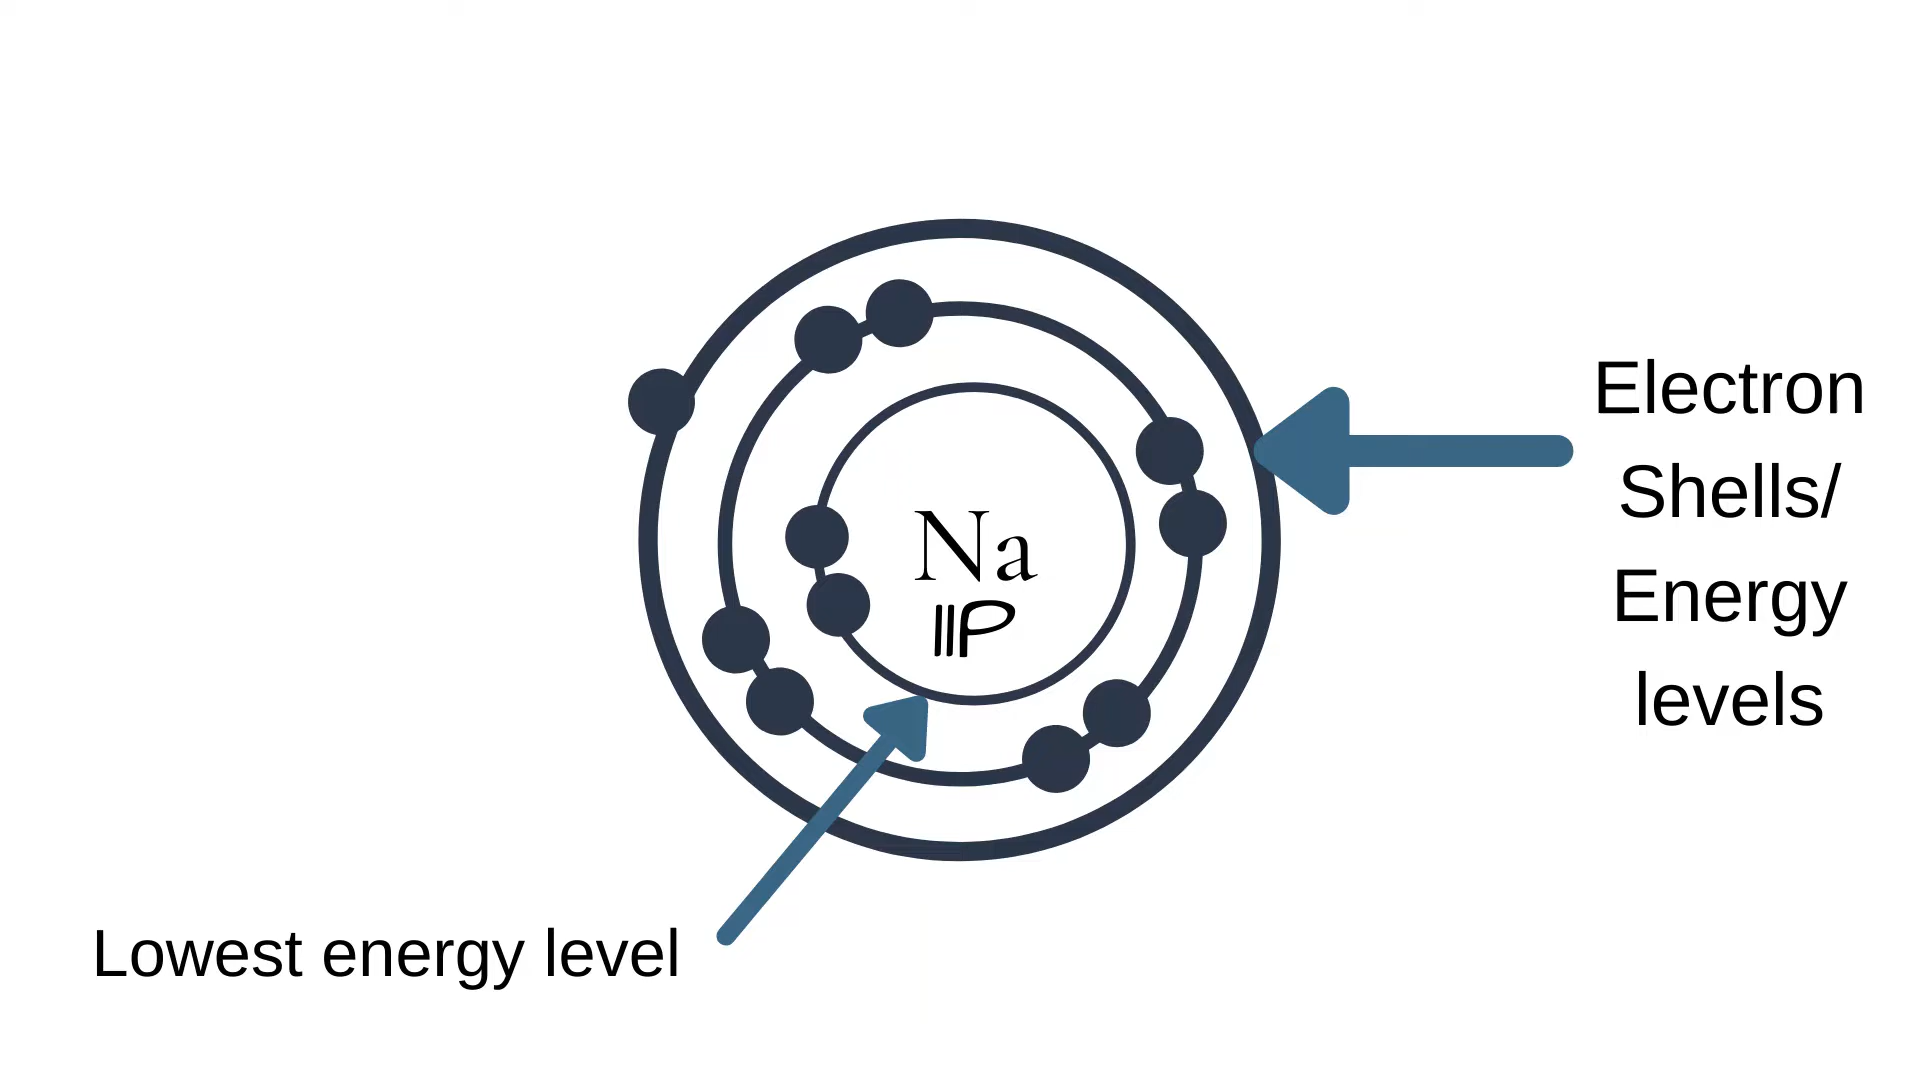 Electron
Shells/
Energy
levels
Na
11P
Lowest energy level